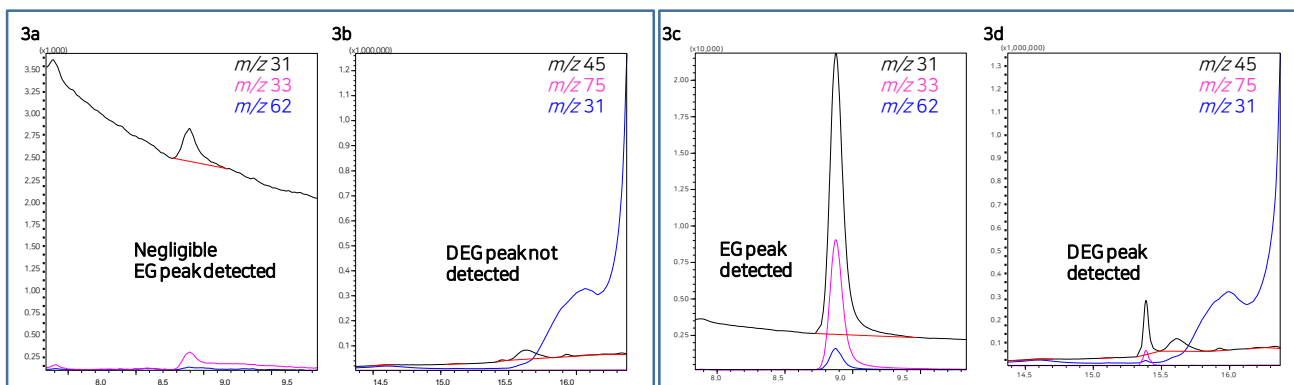 3a
(x1,000)
m/z 31
m/z 33
m/z 62
3.50
3.25
3.00
2.75
2.50
2.25
2.00
1.75
1.50
1.25
1.00
0.75
0.50
0.25
Negligible
EG peak detected
8.0
8.5
9.0
9.5
3b
(x1,000,000)
m/z 45
m/z 75
m/z 31
1.2
1.1
1.0
0.9
0.8
0.7
0.6
0.5
0.4
0.3
0.2
0.1
DEG peak not
detected
14.5
15.0
15.5
16.0
3c
(x10,000)
m/z 31
m/z 33
m/z 62
2.00
1.75
1.50
1.25
1.00
0.75
0.50
0.25
EG peak
detected
8.0
9.0
9.5
3d
(x1,000,000)
m/z 45
m/z 75
m/z 31
1.3
1.2
1.1
1.0
0.9
0.8
0.7
0.6
0.5
0.4
0.3
0.2
0.1
DEG peak
detected
14.5
15.0
15.5
16.0